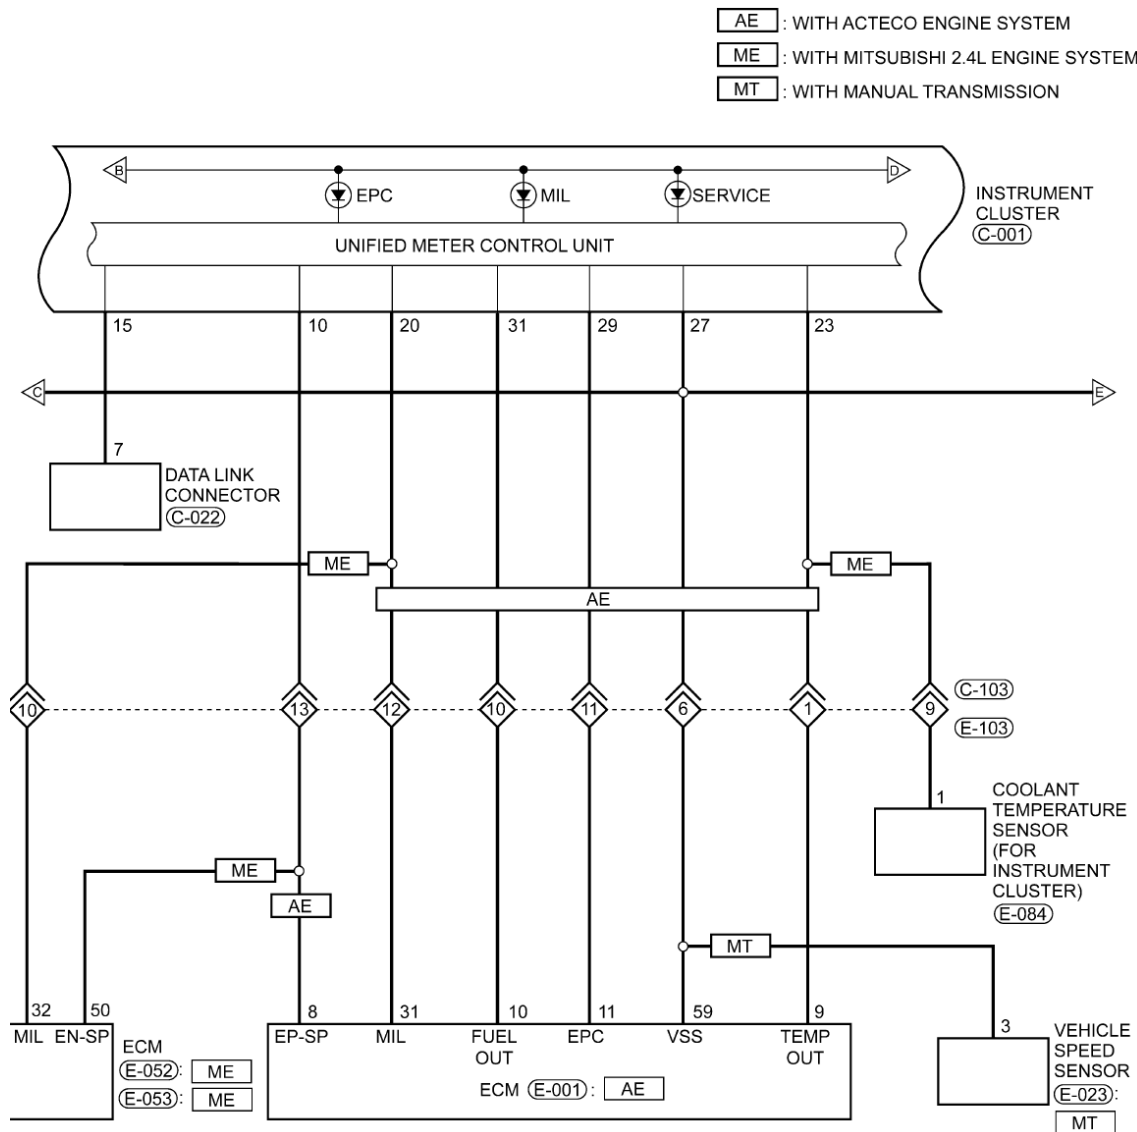 AE : WITH ACTECO ENGINE SYSTEM
ME : WITH MITSUBISHI 2.4L ENGINE SYSTEM
MT : WITH MANUAL TRANSMISSION
B
D
EPC
MIL
SERVICE
INSTRUMENT
CLUSTER
C-001
UNIFIED METER CONTROL UNIT
15 10 20 31 29 27 23
C
E
7
DATA LINK
CONNECTOR
C-022
ME
ME
AE
C-103
10 13 12 10 11 6 1 9
E-103
1
COOLANT
TEMPERATURE
SENSOR
(FOR
INSTRUMENT
CLUSTER)
E-084
ME
AE
MT
32 50 8 31 10 11 59 9
MIL EN-SP EP-SP MIL FUEL OUT EPC VSS TEMP OUT
ECM
E-052: ME
E-053: ME
ECM E-001: AE
3
VEHICLE
SPEED
SENSOR
E-023:
MT